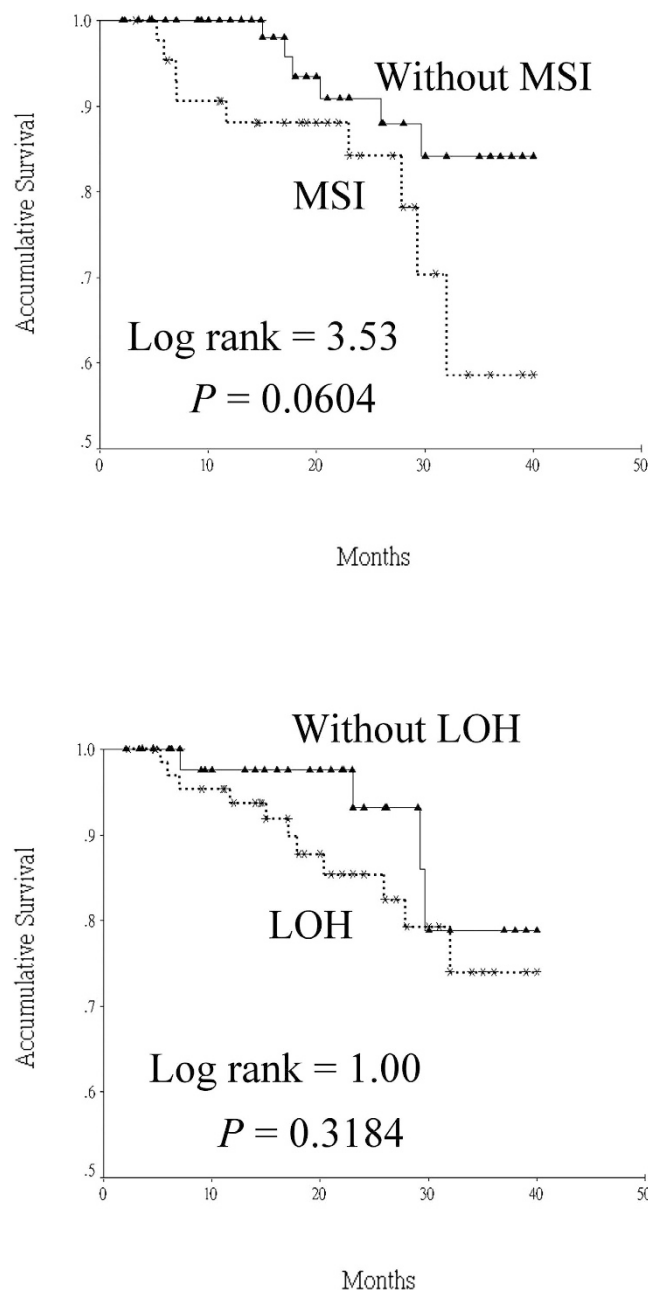 1.0
.9
.8
.7
.6
.5
Accumulative Survival
Without MSI
MSI
Log rank = 3.53
P = 0.0604
0 10 20 30 40 50
Months
1.0
.9
.8
.7
.6
.5
Accumulative Survival
Without LOH
LOH
Log rank = 1.00
P = 0.3184
0 10 20 30 40 50
Months